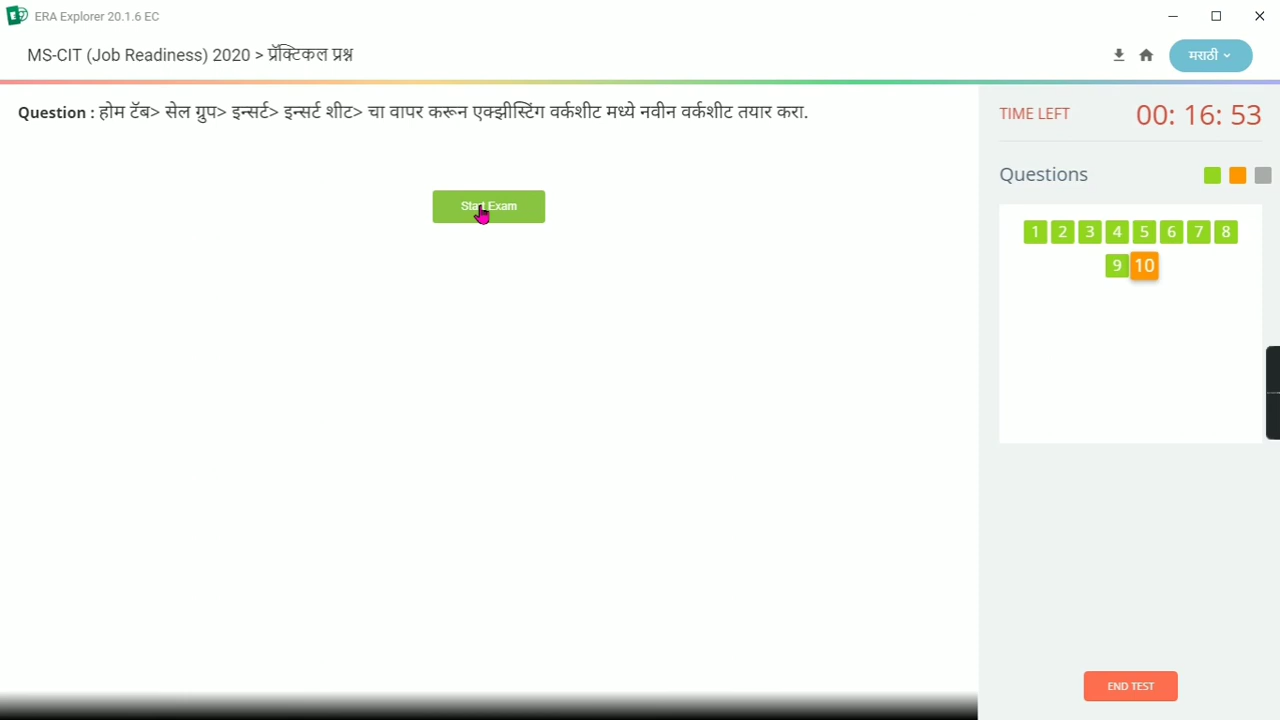 ERA Explorer 20.1.6 EC
MS-CIT (Job Readiness) 2020 > प्रॅक्टिकल प्रश्न
मराठी
Question : होम टॅब> सेल ग्रुप> इन्सर्ट> इन्सर्ट शीट> चा वापर करून एक्झीस्टिंग वर्कशीट मध्ये नवीन वर्कशीट तयार करा.
Start Exam
TIME LEFT 00: 16: 53
Questions
1 2 3 4 5 6 7 8
9 10
END TEST